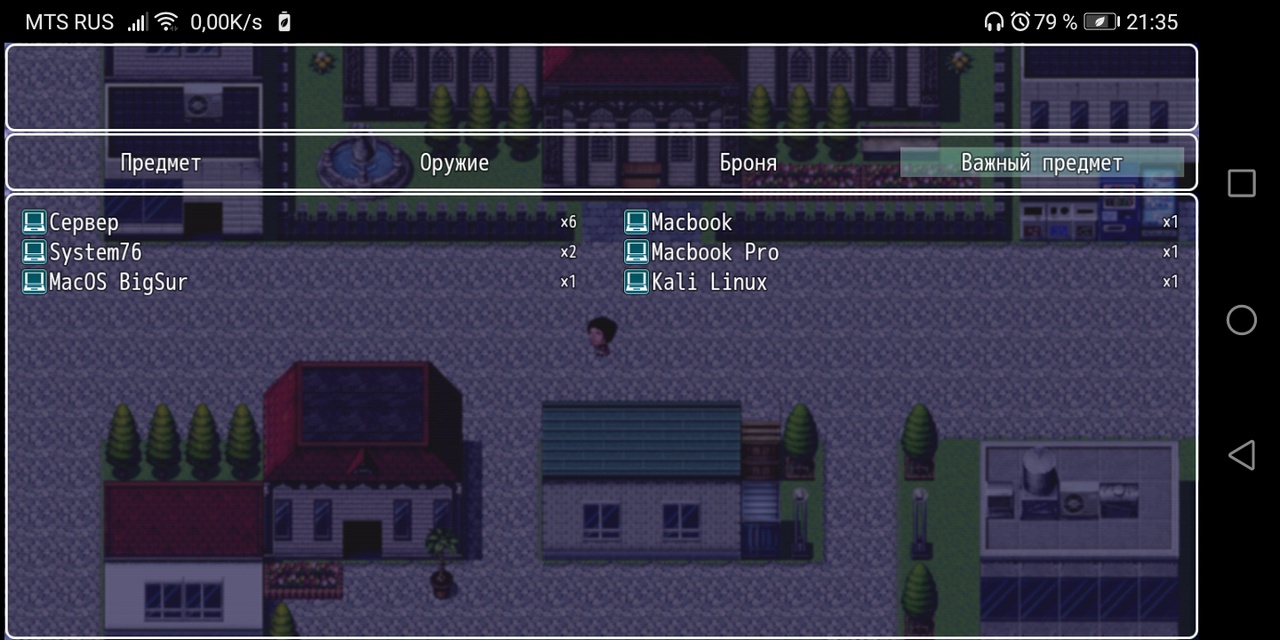 MTS RUS 0,00K/s 79 % 21:35
Предмет Оружие Броня Важный предмет
Сервер x6 Macbook x1
System76 x2 Macbook Pro x1
MacOS BigSur x1 Kali Linux x1